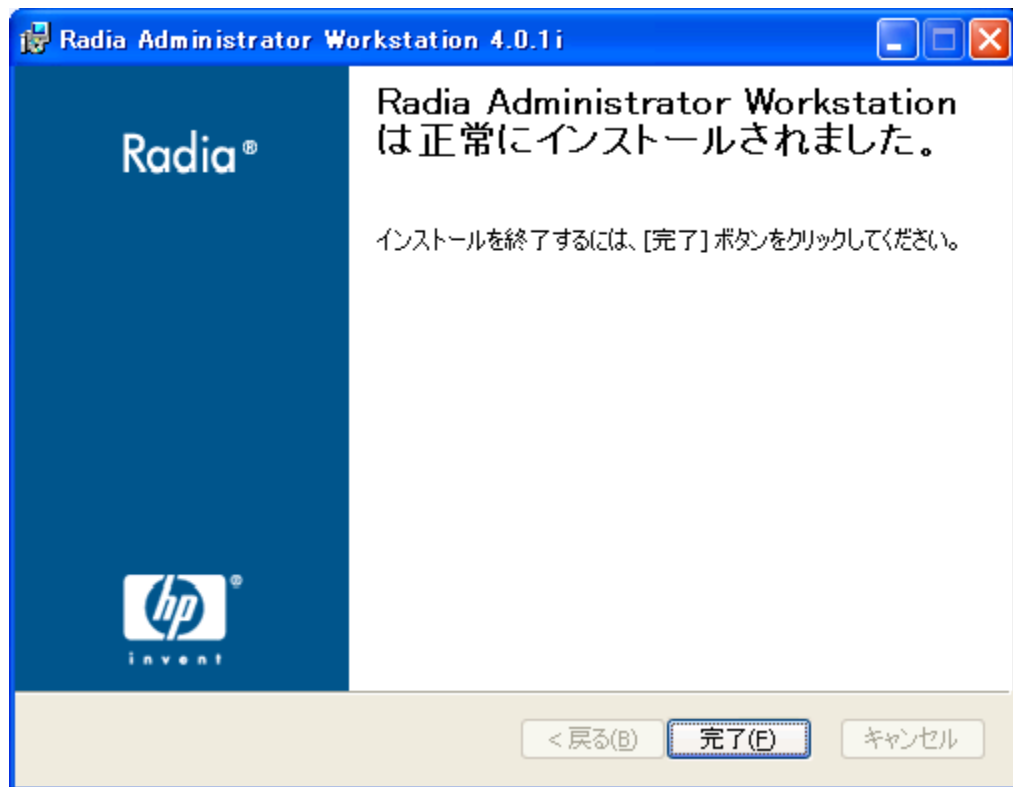 Radia Administrator Workstation 4.0.1i
Radia®
Radia Administrator Workstation
は正常にインストールされました。
インストールを終了するには、[完了] ボタンをクリックしてください。
hp®
invent
< 戻る(B)
完了(F)
キャンセル